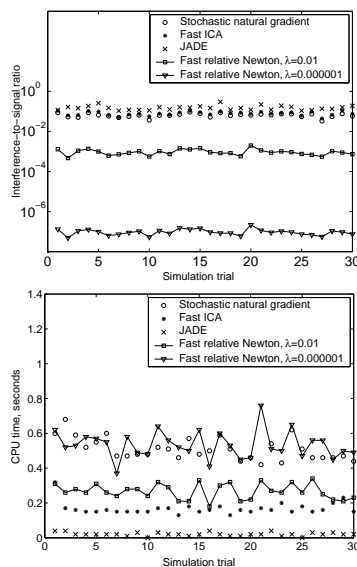 Stochastic natural gradient
Fast ICA
JADE
Fast relative Newton, λ=0.01
Fast relative Newton, λ=0.000001
Interference−to−signal ratio
10^0
10^−2
10^−4
10^−6
0 5 10 15 20 25 30
Simulation trial
1.4
Stochastic natural gradient
Fast ICA
JADE
Fast relative Newton, λ=0.01
Fast relative Newton, λ=0.000001
1.2
1
0.8
0.6
0.4
0.2
0
CPU time, seconds
0 5 10 15 20 25 30
Simulation trial